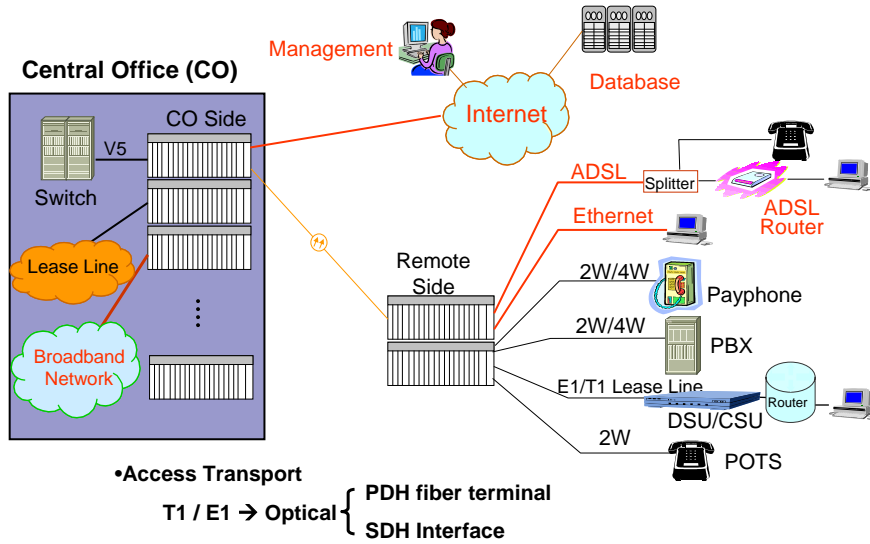 Management
Database
Internet
Central Office (CO)
CO Side
V5
Switch
Lease Line
Broadband
Network
ADSL
Splitter
ADSL
Router
Ethernet
Remote
Side
2W/4W
Payphone
2W/4W
PBX
E1/T1 Lease Line
DSU/CSU
Router
2W
POTS
•Access Transport
T1 / E1 → Optical
PDH fiber terminal
SDH Interface